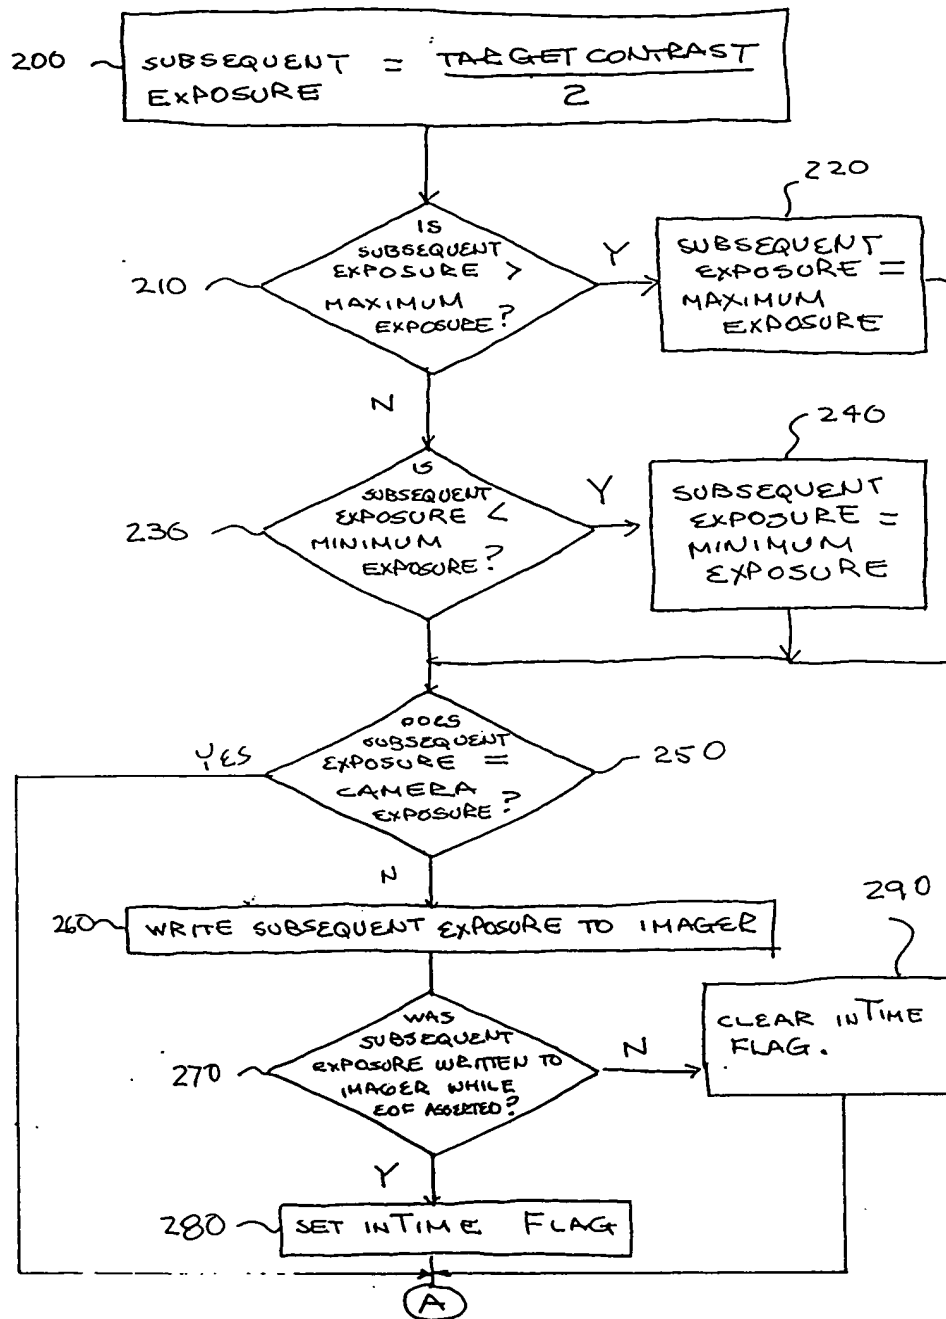 200
SUBSEQUENT EXPOSURE = TARGET CONTRAST / 2
210
IS
SUBSEQUENT
EXPOSURE >
MAXIMUM
EXPOSURE?
Y
220
SUBSEQUENT
EXPOSURE =
MAXIMUM
EXPOSURE
N
230
IS
SUBSEQUENT
EXPOSURE <
MINIMUM
EXPOSURE?
Y
240
SUBSEQUENT
EXPOSURE =
MINIMUM
EXPOSURE
YES
DOES
SUBSEQUENT
EXPOSURE =
CAMERA
EXPOSURE?
250
N
260
WRITE SUBSEQUENT EXPOSURE TO IMAGER
270
WAS
SUBSEQUENT
EXPOSURE WRITTEN TO
IMAGER WHILE
EOF ASSERTED?
N
290
CLEAR INTIME
FLAG.
Y
280
SET INTIME FLAG
A